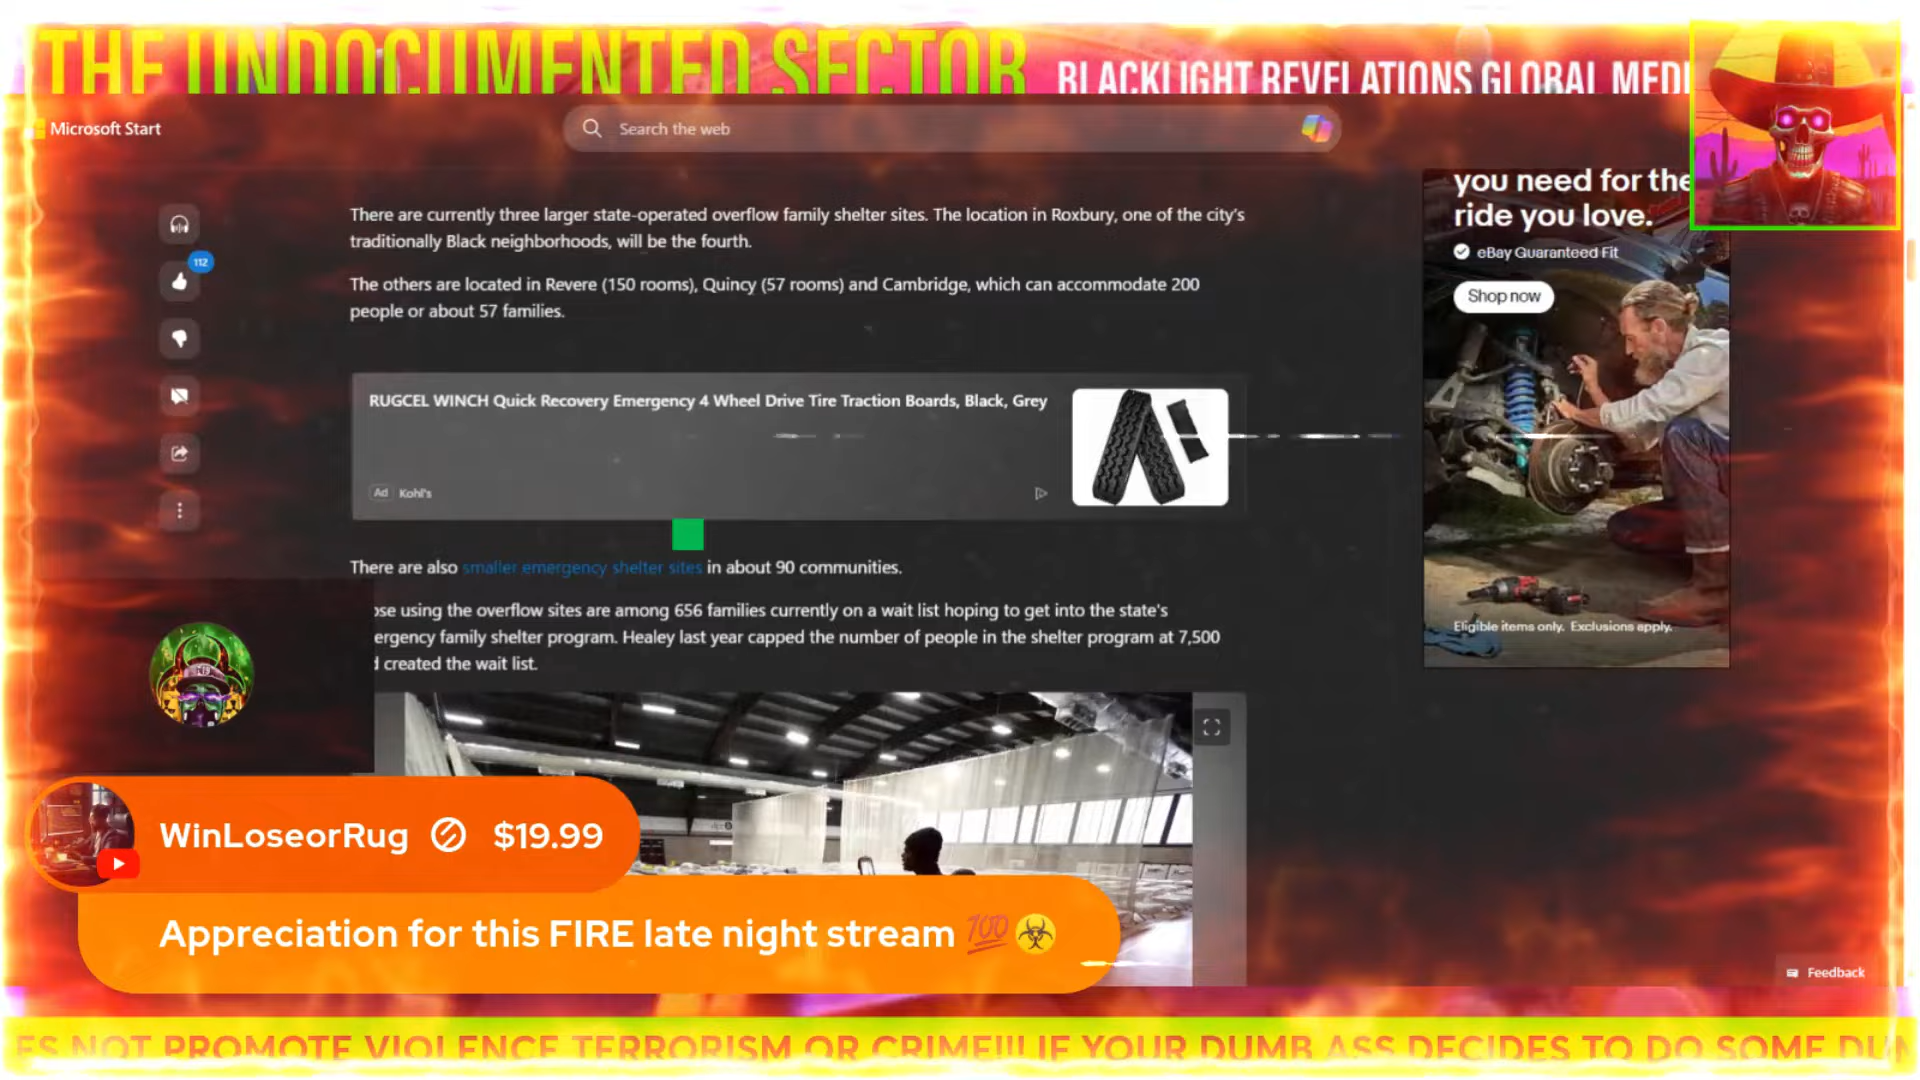 THE UNDOCUMENTED SECTOR
BLACKLIGHT REVELATIONS GLOBAL MEDI
Microsoft Start
Search the web
you need for the
ride you love.
eBay Guaranteed Fit
Shop now
There are currently three larger state-operated overflow family shelter sites. The location in Roxbury, one of the city's
traditionally Black neighborhoods, will be the fourth.
112
The others are located in Revere (150 rooms), Quincy (57 rooms) and Cambridge, which can accommodate 200
people or about 57 families.
RUGCEL WINCH Quick Recovery Emergency 4 Wheel Drive Tire Traction Boards, Black, Grey
Ad Kohl's
There are also smaller emergency shelter sites in about 90 communities.
ose using the overflow sites are among 656 families currently on a wait list hoping to get into the state's
ergency family shelter program. Healey last year capped the number of people in the shelter program at 7,500
d created the wait list.
Eligible items only. Exclusions apply.
WinLoseorRug $19.99
Appreciation for this FIRE late night stream 💯☣
Feedback
ES NOT PROMOTE VIOLENCE TERRORISM OR CRIME!!! IF YOUR DUMB ASS DECIDES TO DO SOME DUM